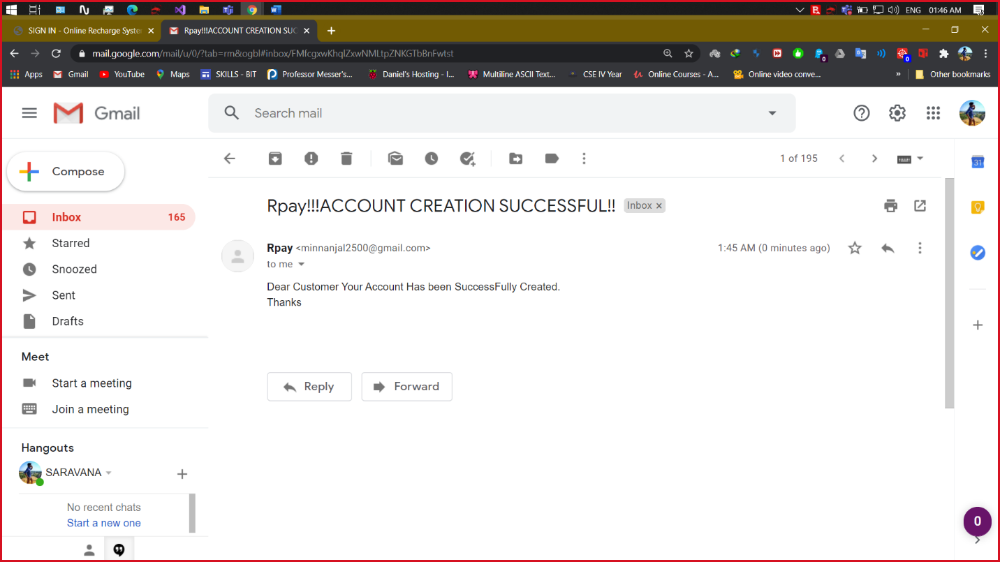 ENG 01:46 AM
SIGN IN - Online Recharge Syste
Rpay!!!ACCOUNT CREATION SUC
mail.google.com/mail/u/0/?tab=rm&ogbl#inbox/FMfcgxwKhqlZxwNMLtpZNKGTbBnFwtst
0
0
Apps Gmail YouTube Maps SKILLS - BIT Professor Messer's... Daniel's Hosting - I... Multiline ASCII Text... CSE IV Year Online Courses - A... Online video conve... » Other bookmarks
Gmail
Search mail
Compose
1 of 195
31
Inbox 165
Starred
Snoozed
Sent
Drafts
Rpay!!!ACCOUNT CREATION SUCCESSFUL!! Inbox x
Rpay <minnanjal2500@gmail.com> 1:45 AM (0 minutes ago)
to me
Dear Customer Your Account Has been SuccessFully Created.
Thanks
Reply Forward
Meet
Start a meeting
Join a meeting
Hangouts
SARAVANA
No recent chats
Start a new one
0